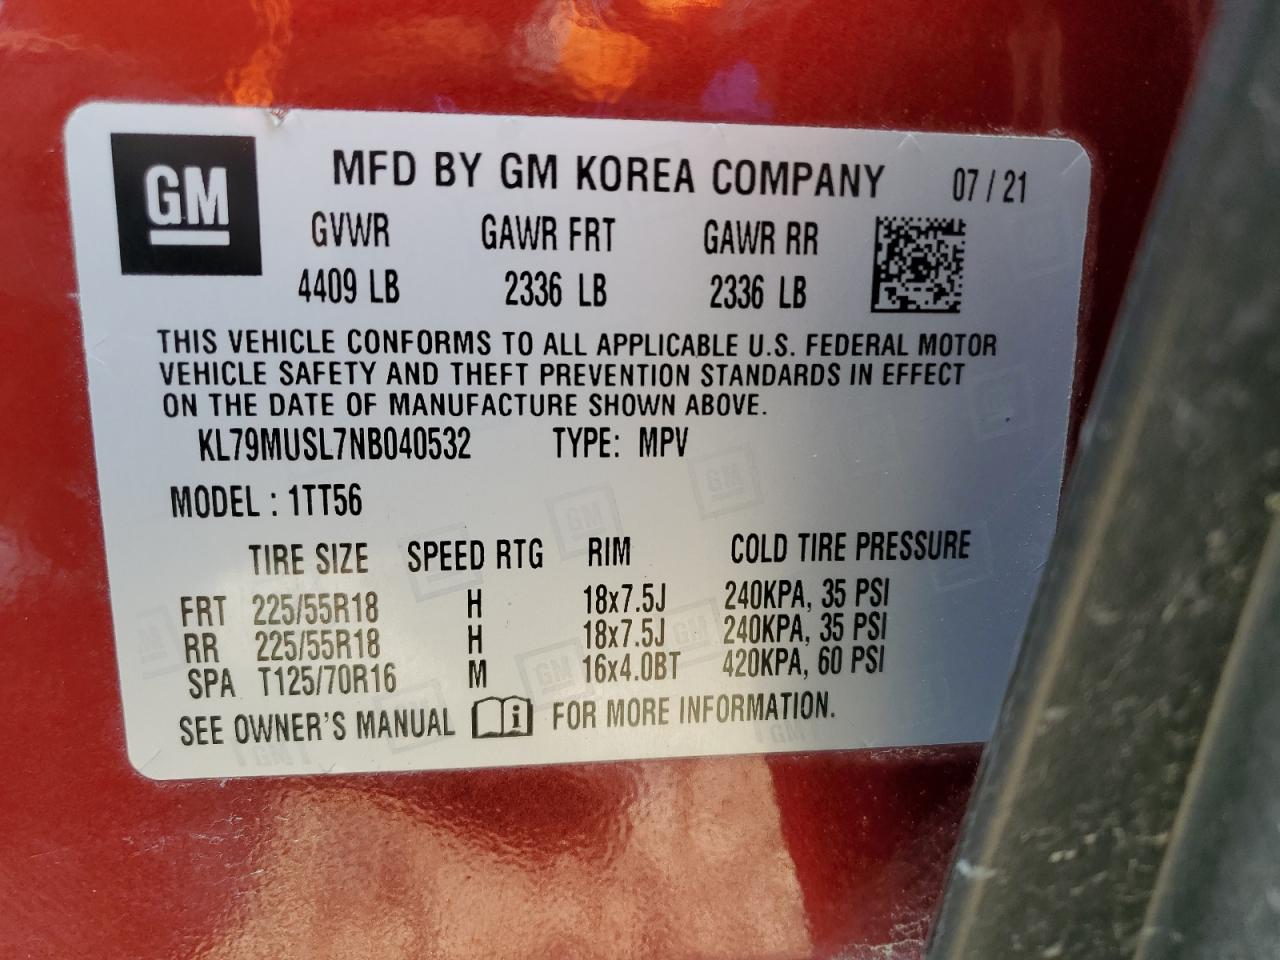 GM
MFD BY GM KOREA COMPANY 07 / 21
GVWR GAWR FRT GAWR RR
4409 LB 2336 LB 2336 LB
THIS VEHICLE CONFORMS TO ALL APPLICABLE U.S. FEDERAL MOTOR
VEHICLE SAFETY AND THEFT PREVENTION STANDARDS IN EFFECT
ON THE DATE OF MANUFACTURE SHOWN ABOVE.
KL79MUSL7NB040532 TYPE: MPV
MODEL : 1TT56
TIRE SIZE SPEED RTG RIM COLD TIRE PRESSURE
FRT 225/55R18 H 18x7.5J 240KPA, 35 PSI
RR 225/55R18 H 18x7.5J 240KPA, 35 PSI
SPA T125/70R16 M 16x4.0BT 420KPA, 60 PSI
SEE OWNER'S MANUAL i FOR MORE INFORMATION.